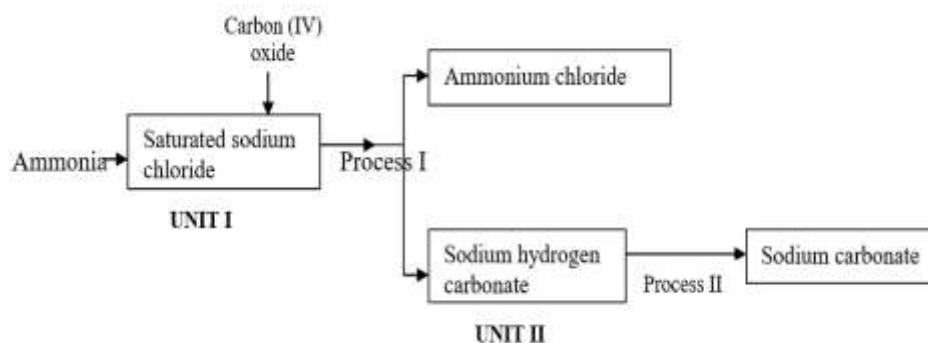 Carbon (IV)
oxide
Ammonium chloride
Saturated sodium
chloride
Ammonia
Process I
UNIT I
Sodium hydrogen
carbonate
Process II
Sodium carbonate
UNIT II